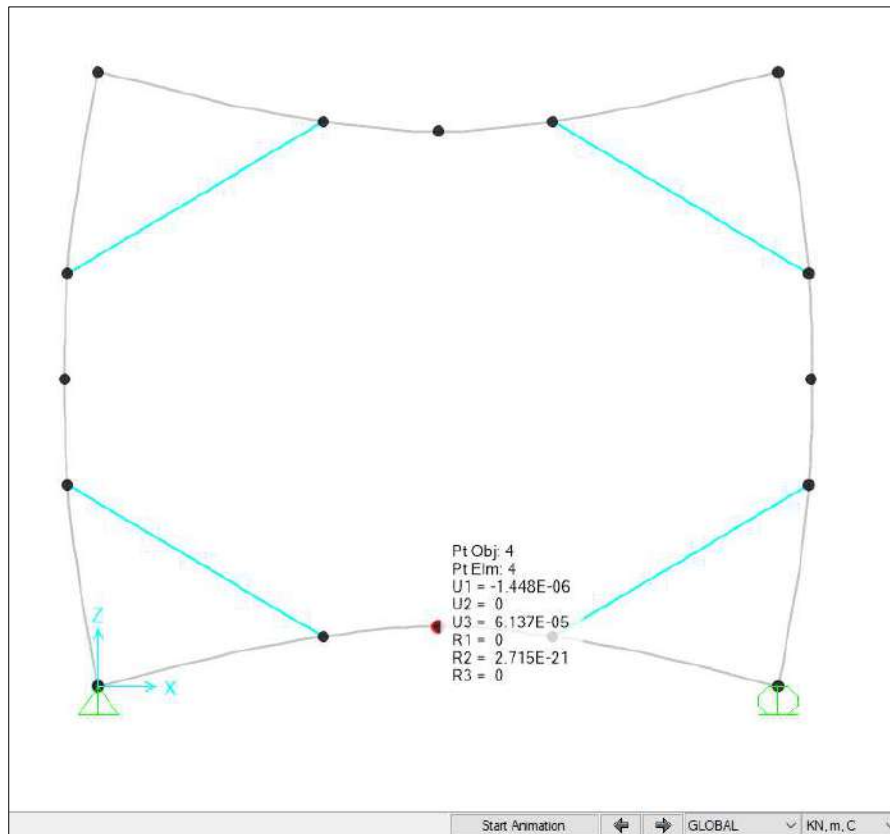 Pt Obj: 4
Pt Elm: 4
U1 = -1.448E-06
U2 = 0
U3 = 6.137E-05
R1 = 0
R2 = 2.715E-21
R3 = 0
Z
X
Start Animation
GLOBAL
KN, m, C